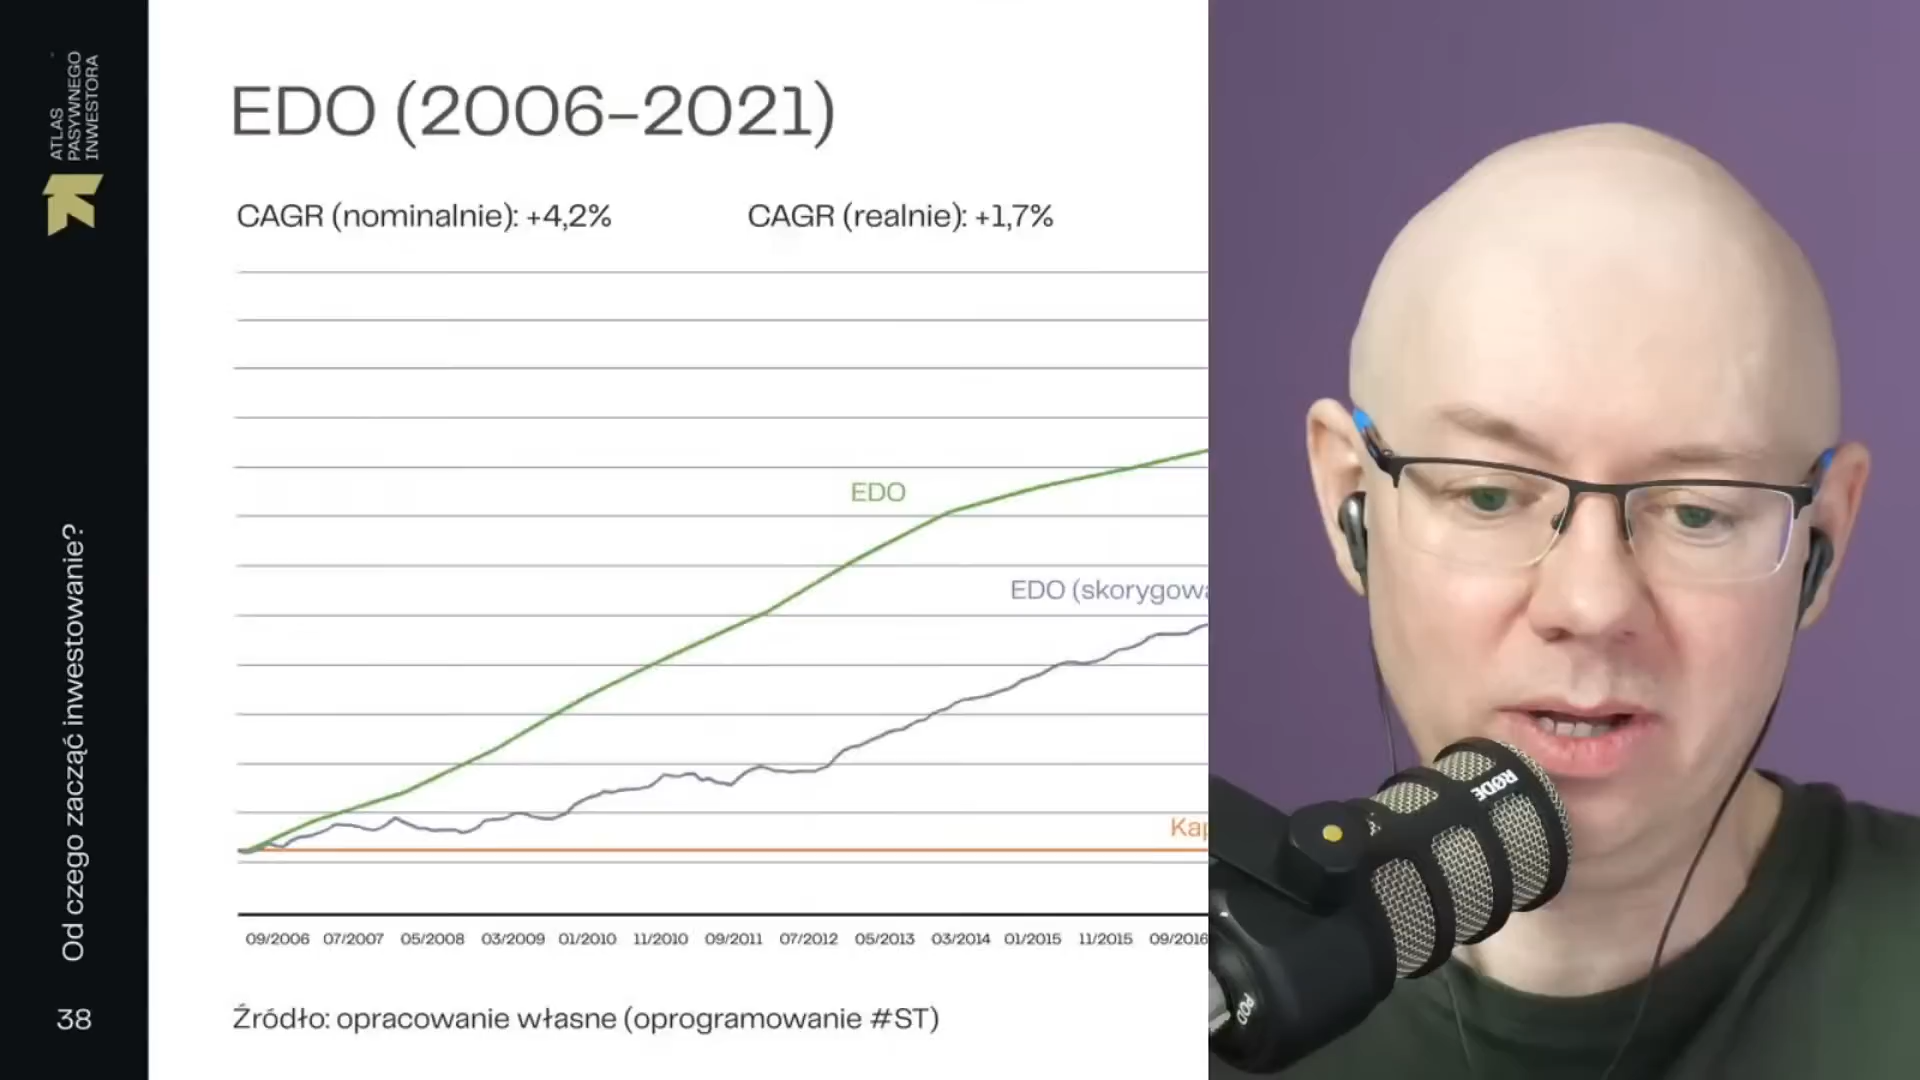 ATLAS
PASYWNEGO
INWESTORA
Od czego zacząć inwestowanie?
38
EDO (2006–2021)
CAGR (nominalnie): +4,2%
CAGR (realnie): +1,7%
EDO
EDO (skorygowa
Kap
09/2006 07/2007 05/2008 03/2009 01/2010 11/2010 09/2011 07/2012 05/2013 03/2014 01/2015 11/2015 09/2016
Źródło: opracowanie własne (oprogramowanie #ST)
RØDE
POD